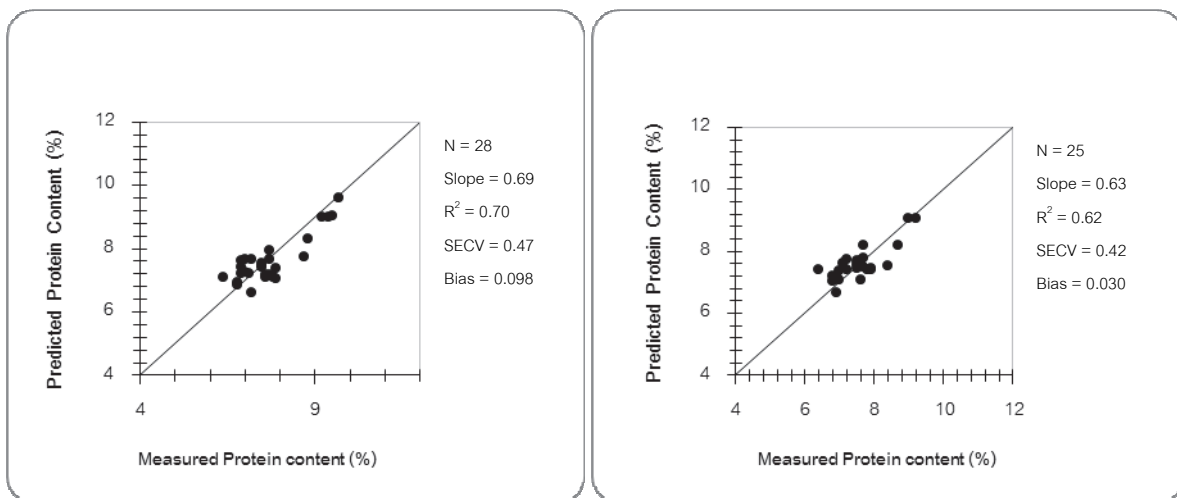 Predicted Protein Content (%)
12
10
8
6
4
4
9
Measured Protein content (%)
N = 28
Slope = 0.69
R² = 0.70
SECV = 0.47
Bias = 0.098
Predicted Protein Content (%)
12
10
8
6
4
4
6
8
10
12
Measured Protein content (%)
N = 25
Slope = 0.63
R² = 0.62
SECV = 0.42
Bias = 0.030